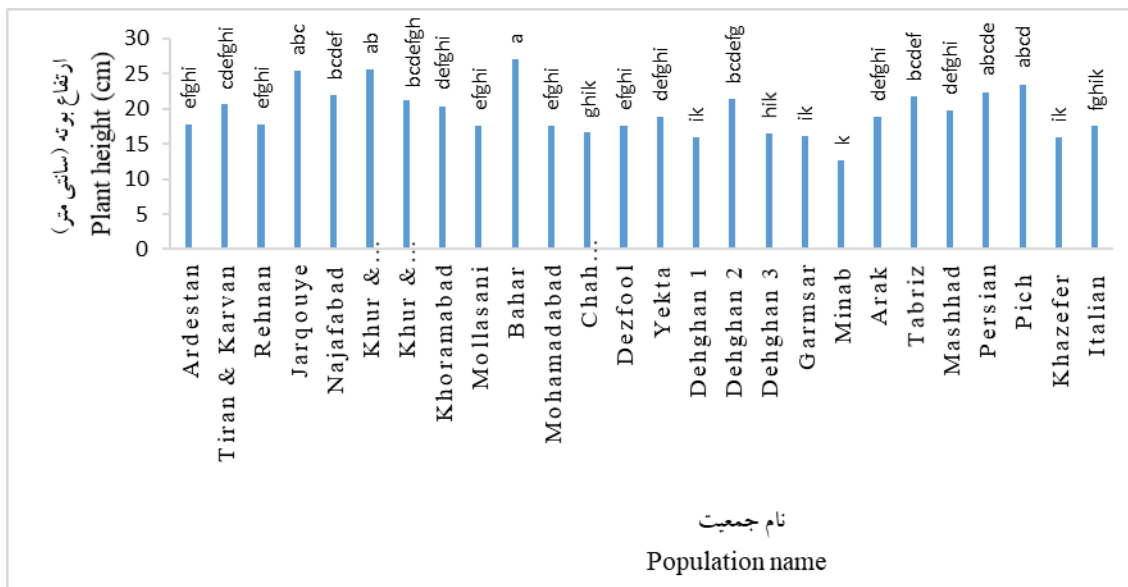 ارتفاع بوته (سانتی متر)
Plant height (cm)
30
25
20
15
10
5
0
efghi
cdefghi
efghi
abc
bcdef
ab
bcdefgh
defghi
efghi
a
efghi
ghik
efghi
defghi
ik
bcdefg
hik
ik
k
defghi
bcdef
defghi
abcde
abcd
ik
fghik
Ardestan
Tiran & Karvan
Rehnan
Jarqouye
Najafabad
Khur &...
Khur &...
Khoramabad
Mollasani
Bahar
Mohamadabad
Chah...
Dezfool
Yekta
Dehghan 1
Dehghan 2
Dehghan 3
Garmsar
Minab
Arak
Tabriz
Mashhad
Persian
Pich
Khazefer
Italian
نام جمعیت
Population name